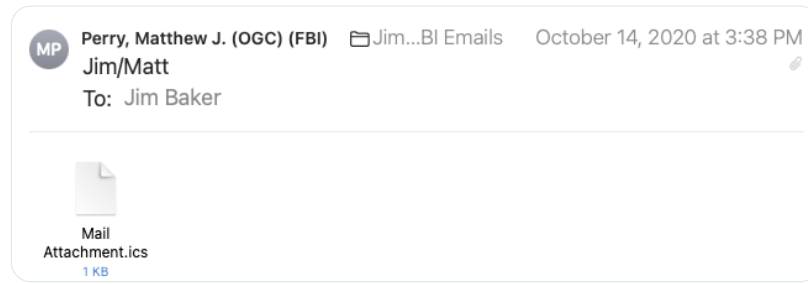 MP
Perry, Matthew J. (OGC) (FBI) Jim...BI Emails October 14, 2020 at 3:38 PM
Jim/Matt
To: Jim Baker
Mail
Attachment.ics
1 KB